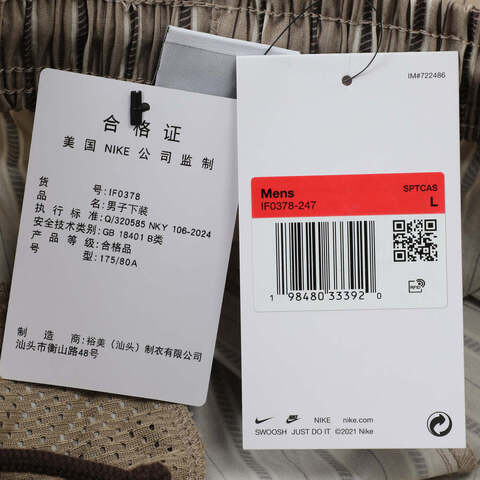 合格证
美国 NIKE 公司监制
货 号: IF0378
品 名: 男子下装
执行标准: Q/320585 NKY 106-2024
安全技术类别: GB 18401 B类
产品等级: 合格品
型 号: 175/80A
制 造 商: 裕美（汕头）制衣有限公司
汕头市衡山路48号
IM#722486
Mens SPTCAS
IF0378-247 L
1 98480 33392 0
RFID
NIKE nike.com
SWOOSH JUST DO IT ©2021 Nike